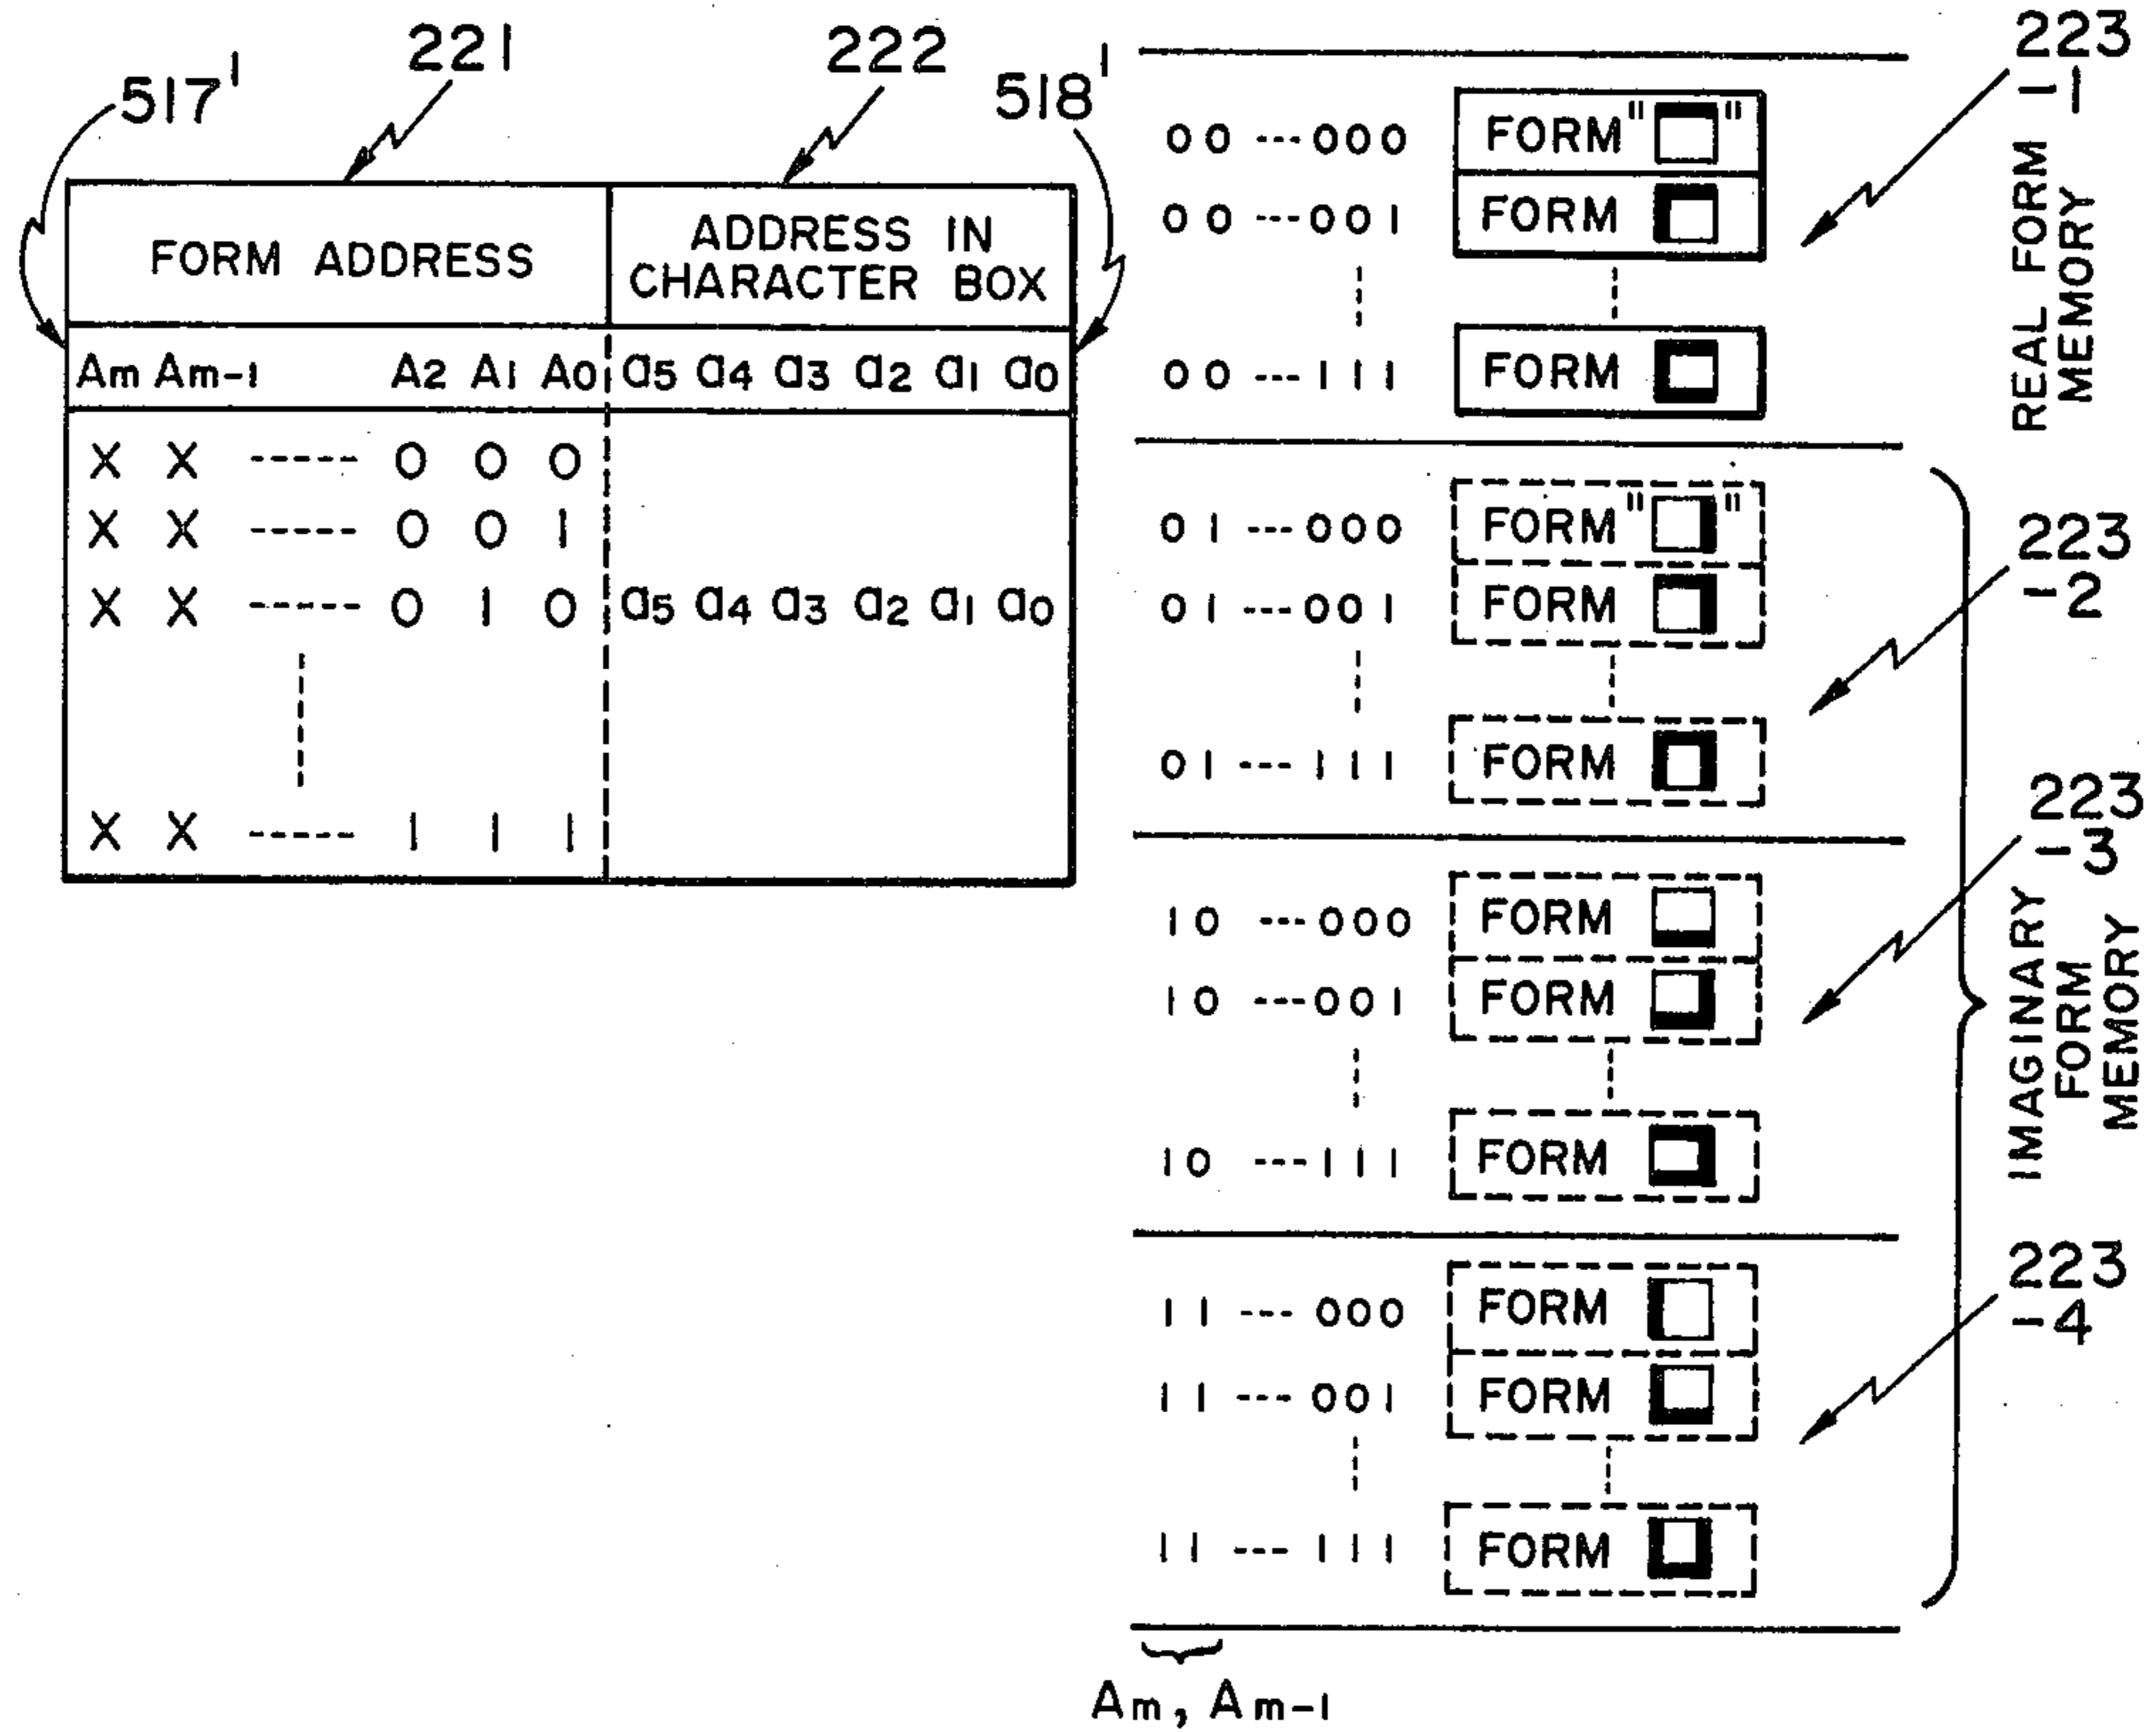 517'
221
222
518'
FORM ADDRESS
ADDRESS IN
CHARACTER BOX
Am Am-1 A2 A1 A0 a5 a4 a3 a2 a1 a0
X X ----- 0 0 0
X X ----- 0 0 1
X X ----- 0 1 0 a5 a4 a3 a2 a1 a0
X X ----- 1 1 1
00 ---000 FORM " "
00 ---001 FORM
00 ---111 FORM
223
-1
REAL FORM
MEMORY
01 ---000 FORM " "
01 ---001 FORM
01 ---111 FORM
223
-2
10 ---000 FORM
10 ---001 FORM
10 ---111 FORM
223
-3
IMAGINARY
FORM
MEMORY
11 --- 000 FORM
11 --- 001 FORM
11 --- 111 FORM
223
-4
Am, Am-1